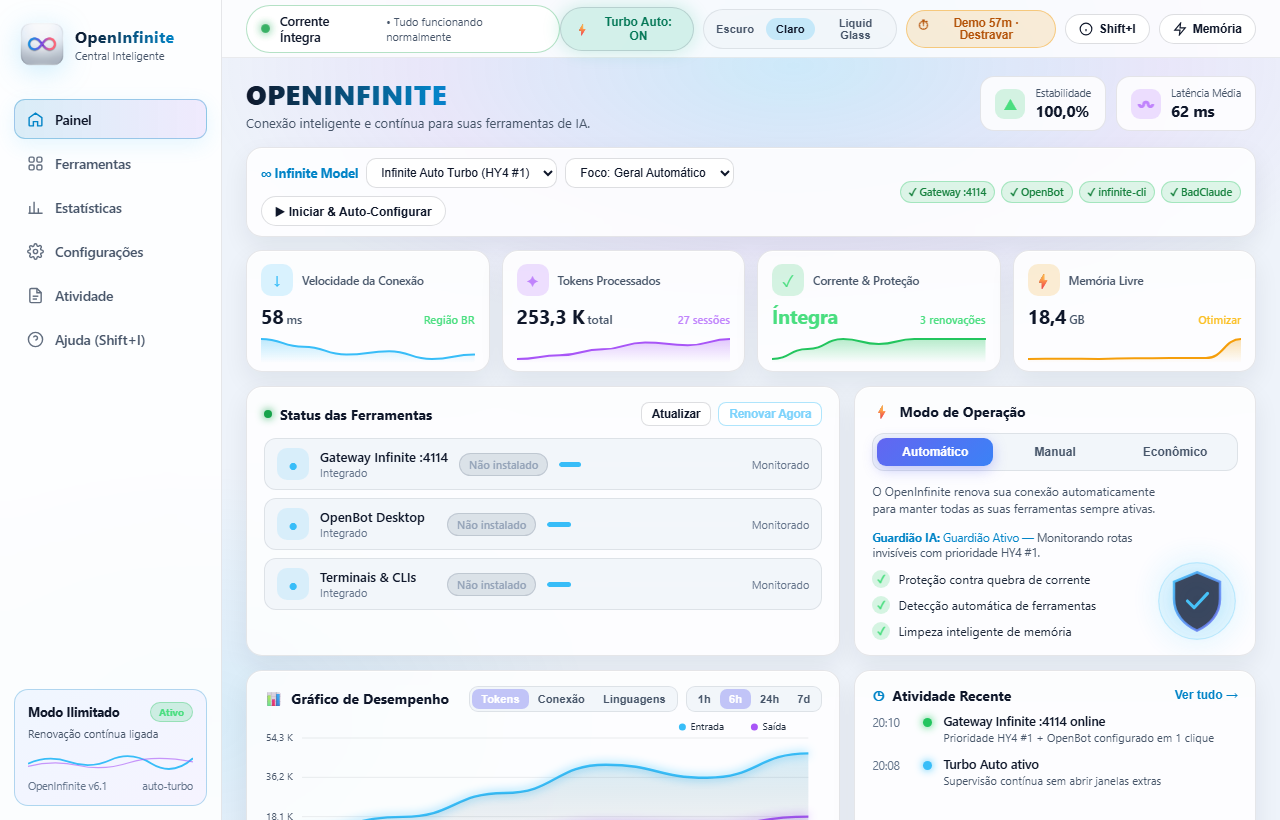 OpenInfinite
Central Inteligente
Painel
Ferramentas
Estatísticas
Configurações
Atividade
Ajuda (Shift+I)
Modo Ilimitado
Ativo
Renovação contínua ligada
OpenInfinite v6.1
auto-turbo
Corrente
Íntegra
• Tudo funcionando
normalmente
Turbo Auto:
ON
Escuro
Claro
Liquid
Glass
Demo 57m ·
Destravar
Shift+I
Memória
OPENINFINITE
Conexão inteligente e contínua para suas ferramentas de IA.
Estabilidade
100,0%
Latência Média
62 ms
∞ Infinite Model
Infinite Auto Turbo (HY4 #1)
Foco: Geral Automático
▶ Iniciar & Auto-Configurar
✓ Gateway :4114
✓ OpenBot
✓ infinite-cli
✓ BadClaude
Velocidade da Conexão
58 ms
Região BR
Tokens Processados
253,3 K total
27 sessões
Corrente & Proteção
Íntegra
3 renovações
Memória Livre
18,4 GB
Otimizar
Status das Ferramentas
Atualizar
Renovar Agora
Gateway Infinite :4114
Integrado
Não instalado
Monitorado
OpenBot Desktop
Integrado
Não instalado
Monitorado
Terminais & CLIs
Integrado
Não instalado
Monitorado
Modo de Operação
Automático
Manual
Econômico
O OpenInfinite renova sua conexão automaticamente
para manter todas as suas ferramentas sempre ativas.
Guardião IA: Guardião Ativo — Monitorando rotas
invisíveis com prioridade HY4 #1.
Proteção contra quebra de corrente
Detecção automática de ferramentas
Limpeza inteligente de memória
Gráfico de Desempenho
Tokens
Conexão
Linguagens
1h
6h
24h
7d
Entrada
Saída
54,3 K
36,2 K
18,1 K
Atividade Recente
Ver tudo →
20:10
Gateway Infinite :4114 online
Prioridade HY4 #1 + OpenBot configurado em 1 clique
20:08
Turbo Auto ativo
Supervisão contínua sem abrir janelas extras